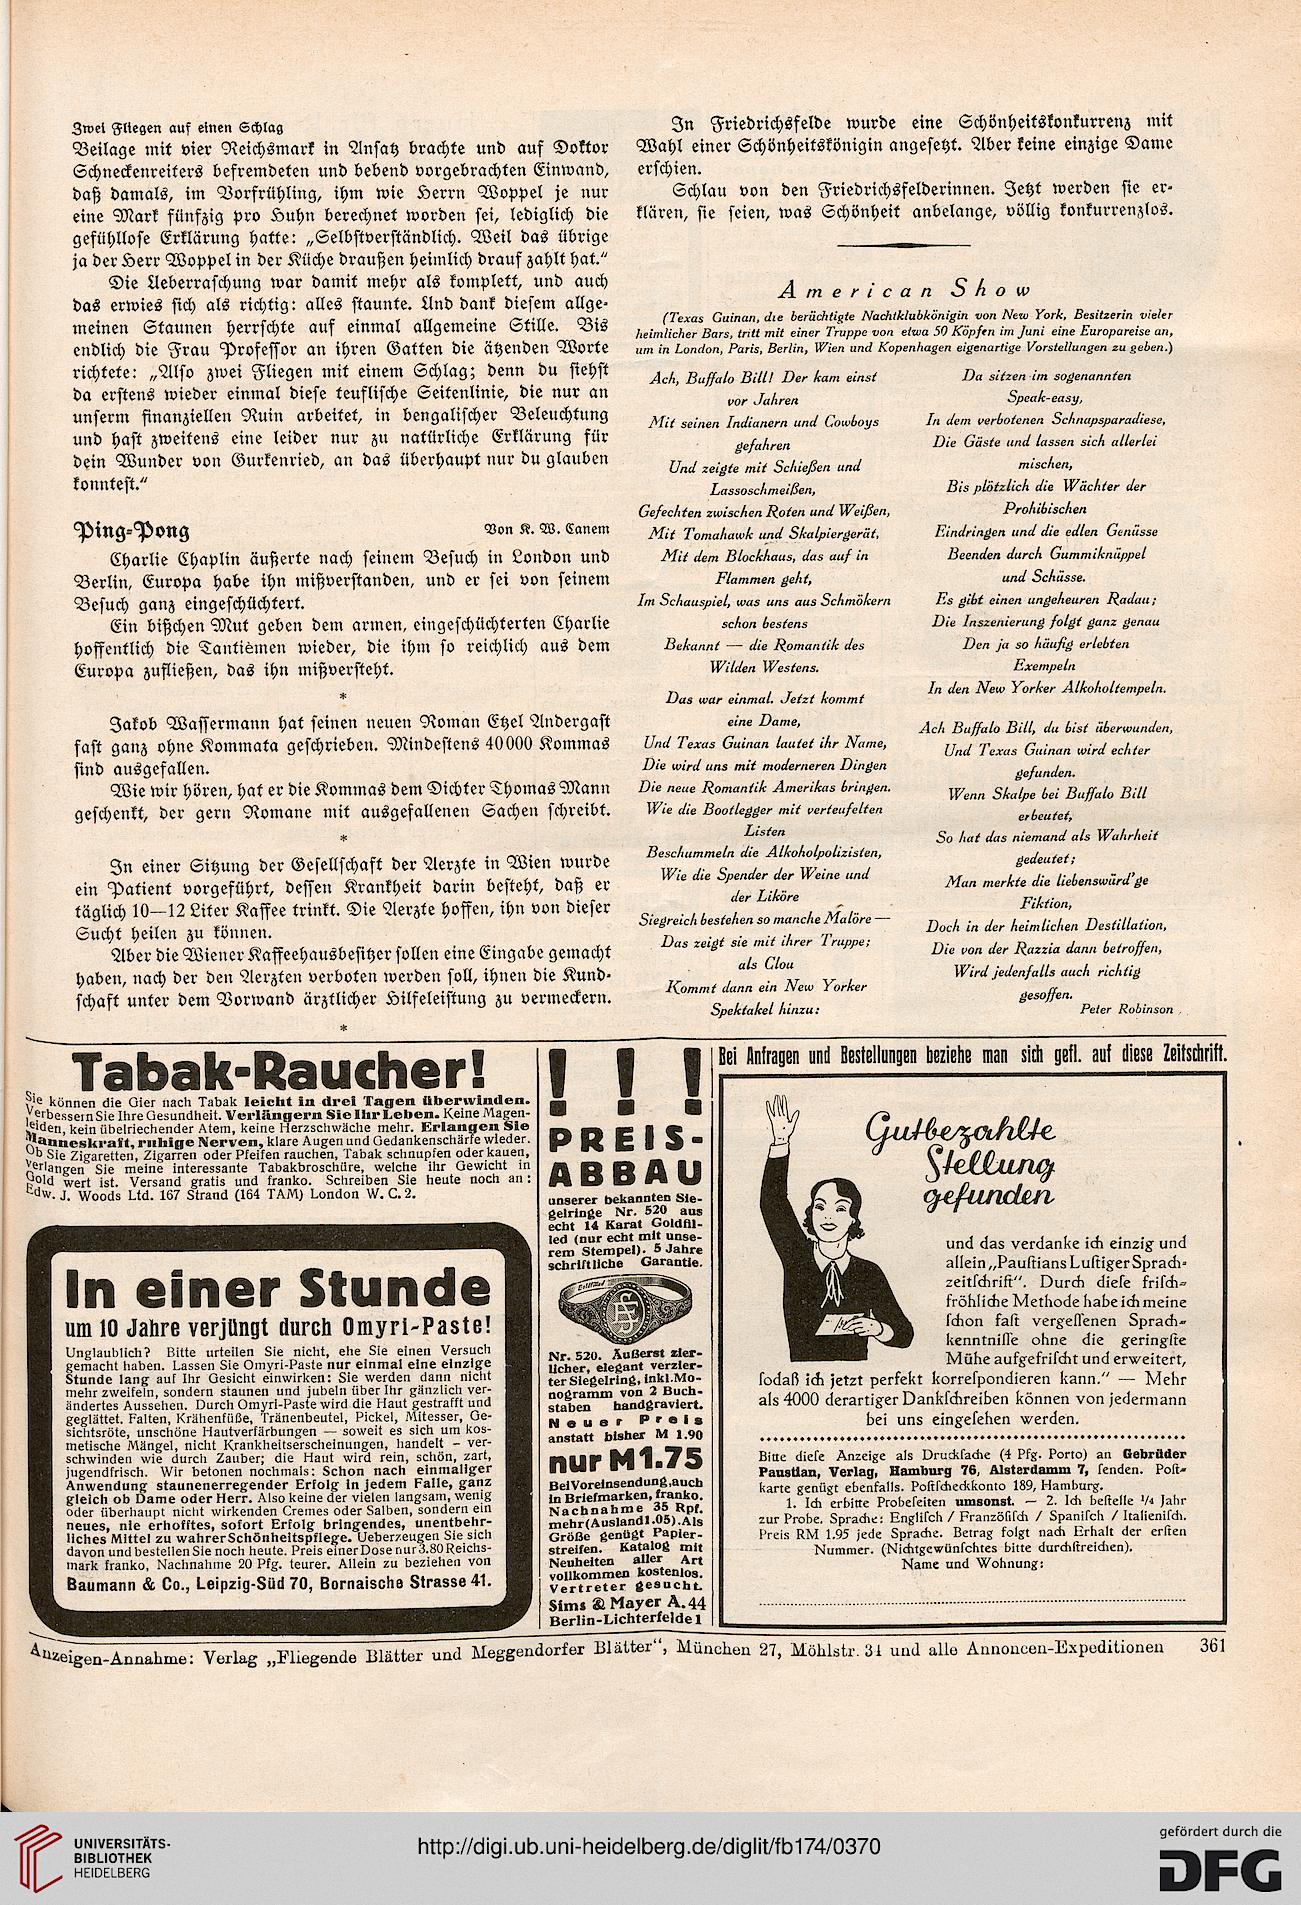 Zwei Fliegen auf einen Schlag
Beilage mit vier Reichsmark in Ansatz brachte und auf Doktor
Schneckenreiters befremdeten und bebend vorgebrachten Einwand,
daß damals, im Vorfrühling, ihm wie Herrn Woppel je nur
eine Mark fünfzig pro Huhn berechnet worden sei, lediglich die
gefühllose Erklärung hatte: „Selbstverständlich. Weil das übrige
ja der Herr Woppel in der Küche draußen heimlich drauf zahlt hat.“
Die Ueberraschung war damit mehr als komplett, und auch
das erwies sich als richtig: alles staunte. Und dank diesem allge-
meinen Staunen herrschte auf einmal allgemeine Stille. Bis
endlich die Frau Professor an ihren Gatten die ätzenden Worte
richtete: „Also zwei Fliegen mit einem Schlag; denn du siehst
da erstens wieder einmal diese teuflische Seitenlinie, die nur an
unserm finanziellen Ruin arbeitet, in bengalischer Beleuchtung
und hast zweitens eine leider nur zu natürliche Erklärung für
dein Wunder von Gurkenried, an das überhaupt nur du glauben
konntest.“
Ping-Pong Von K. W. Canem
Charlie Chaplin äußerte nach seinem Besuch in London und
Berlin, Europa habe ihn mißverstanden, und er sei von seinem
Besuch ganz eingeschüchtert.
Ein bißchen Mut geben dem armen, eingeschüchterten Charlie
hoffentlich die Tantièmen wieder, die ihm so reichlich aus dem
Europa zufließen, das ihn mißversteht.
*
Jakob Wassermann hat seinen neuen Roman Etzel Andergast
fast ganz ohne Kommata geschrieben. Mindestens 40000 Kommas
sind ausgefallen.
Wie wir hören, hat er die Kommas dem Dichter Thomas Mann
geschenkt, der gern Romane mit ausgefallenen Sachen schreibt.
*
In einer Sitzung der Gesellschaft der Aerzte in Wien wurde
ein Patient vorgeführt, dessen Krankheit darin besteht, daß er
täglich 10—12 Liter Kaffee trinkt. Die Aerzte hoffen, ihn von dieser
Sucht heilen zu können.
Aber die Wiener Kaffeehausbesitzer sollen eine Eingabe gemacht
haben, nach der den Aerzten verboten werden soll, ihnen die Kund-
schaft unter dem Vorwand ärztlicher Hilfeleistung zu vermeckern.
*
In Friedrichsfelde wurde eine Schönheitskonkurrenz mit
Wahl einer Schönheitskönigin angesetzt. Aber keine einzige Dame
erschien.
Schlau von den Friedrichsfelderinnen. Jetzt werden sie er-
klären, sie seien, was Schönheit anbelange, völlig konkurrenzlos.
American Show
(Texas Guinan, die berüchtigte Nachtklubkönigin von New York, Besitzerin vieler
heimlicher Bars, tritt mit einer Truppe von etwa 50 Köpfen im Juni eine Europareise an,
um in London, Paris, Berlin, Wien und Kopenhagen eigenartige Vorstellungen zu geben.)
Ach, Buffalo Bill! Der kam einst
vor Jahren
Mit seinen Indianern und Cowboys
gefahren
Und zeigte mit Schießen und
Lassoschmeißen,
Gefechten zwischen Roten und Weißen,
Mit Tomahawk und Skalpiergerät,
Mit dem Blockhaus, das auf in
Flammen geht,
Im Schauspiel, was uns aus Schmökern
schon bestens
Bekannt — die Romantik des
Wilden Westens.
Das war einmal. Jetzt kommt
eine Dame,
Und Texas Guinan lautet ihr Name,
Die wird uns mit moderneren Dingen
Die neue Romantik Amerikas bringen.
Wie die Bootlegger mit verteufelten
Listen
Beschummeln die Alkoholpolizisten,
Wie die Spender der Weine und
der Liköre
Siegreich bestehen so manche Malöre —
Das zeigt sie mit ihrer Truppe;
als Clou
Kommt dann ein New Yorker
Spektakel hinzu:
Da sitzen im sogenannten
Speak-easy,
In dem verbotenen Schnapsparadiese,
Die Gäste und lassen sich allerlei
mischen,
Bis plötzlich die Wächter der
Prohibischen
Eindringen und die edlen Genüsse
Beenden durch Gummiknüppel
und Schüsse.
Es gibt einen ungeheuren Radau;
Die Inszenierung folgt ganz genau
Den ja so häufig erlebten
Exempeln
In den New Yorker Alkoholtempeln.
Ach Buffalo Bill, du bist überwunden,
Und Texas Guinan wird echter
gefunden.
Wenn Skalpe bei Buffalo Bill
erbeutet,
So hat das niemand als Wahrheit
gedeutet;
Man merkte die liebenswürd'ge
Fiktion,
Doch in der heimlichen Destillation,
Die von der Razzia dann betroffen,
Wird jedenfalls auch richtig
gesoffen.
Peter Robinson
Tabak-Raucher!
Sie können die Gier nach Tabak leicht in drei Tagen überwinden.
Verbessern Sie Ihre Gesundheit. Verlängern Sie Ihr Leben. Keine Magen-
leiden, kein übelriechender Atem, keine Herzschwäche mehr. Erlangen Sie
Manneskraft, ruhige Nerven, klare Augen und Gedankenschärfe wieder.
Ob Sie Zigaretten, Zigarren oder Pfeifen rauchen, Tabak schnupfen oder kauen,
verlangen Sie meine interessante Tabakbroschüre, welche ihr Gewicht in
Gold wert ist. Versand gratis und franko. Schreiben Sie heute noch an:
Edw. J. Woods Ltd. 167 Strand (164 TAM) London W. C. 2.
In einer Stunde
um 10 Jahre verjüngt durch Omyri-Paste!
Unglaublich? Bitte urteilen Sie nicht, ehe Sie einen Versuch
gemacht haben. Lassen Sie Omyri-Paste nur einmal eine einzige
Stunde lang auf Ihr Gesicht einwirken: Sie werden dann nicht
mehr zweifeln, sondern staunen und jubeln über Ihr gänzlich ver-
ändertes Aussehen. Durch Omyri-Paste wird die Haut gestrafft und
geglättet. Falten, Krähenfüße, Tränenbeutel, Pickel, Mitesser, Ge-
sichtsröte, unschöne Hautverfärbungen — soweit es sich um kos-
metische Mängel, nicht Krankheitserscheinungen, handelt – ver-
schwinden wie durch Zauber; die Haut wird rein, schön, zart,
jugendfrisch. Wir betonen nochmals: Schon nach einmaliger
Anwendung staunenerregender Erfolg in jedem Falle, ganz
gleich ob Dame oder Herr. Also keine der vielen langsam, wenig
oder überhaupt nicht wirkenden Cremes oder Salben, sondern ein
neues, nie erhofftes, sofort Erfolg bringendes, unentbehr-
liches Mittel zu wahrer Schönheitspflege. Ueberzeugen Sie sich
davon und bestellen Sie noch heute. Preis einer Dose nur 3.80 Reichs-
mark franko, Nachnahme 20 Pfg. teurer. Allein zu beziehen von
Baumann & Co., Leipzig-Süd 70, Bornaische Strasse 41.
! ! !
PREIS-
ABBAU
unserer bekannten Sie-
gelringe Nr. 520 aus
echt 14 Karat Goldfil-
led (nur echt mit unse-
rem Stempel). 5 Jahre
schriftliche Garantie.
Nr. 520. Äußerst zier-
licher, elegant verzier-
ter Siegelring, inkl. Mo-
nogramm von 2 Buch-
staben handgraviert.
Neuer Preis
anstatt bisher M 1.90
nur M 1.75
Bei Voreinsendung, auch
in Briefmarken, franko.
Nachnahme 35 Rpf.
mehr (Ausland 1.05). Als
Größe genügt Papier-
streifen. Katalog mit
Neuheiten aller Art
vollkommen kostenlos.
Vertreter gesucht.
Sims & Mayer A. 44
Berlin-Lichterfelde 1
Bei Anfragen und Bestellungen beziehe man sich gefl. auf diese Zeitschrift.
Gutbezahlte
Stellung
gefunden
und das verdanke ich einzig und
allein „Paustians Lustiger Sprach-
zeitschrift“. Durch diese frisch-
fröhliche Methode habe ich meine
schon fast vergessenen Sprach-
kenntnisse ohne die geringste
Mühe aufgefrischt und erweitert,
sodaß ich jetzt perfekt korrespondieren kann.“ — Mehr
als 4000 derartiger Dankschreiben können von jedermann
bei uns eingesehen werden.
Bitte diese Anzeige als Drucksache (4 Pfg. Porto) an Gebrüder
Paustian, Verlag, Hamburg 76, Alsterdamm 7, senden. Post-
karte genügt ebenfalls. Postscheckkonto 189, Hamburg.
1. Ich erbitte Probeseiten umsonst. — 2. Ich bestelle ¼ Jahr
zur Probe. Sprache: Englisch / Französisch / Spanisch / Italienisch.
Preis RM 1.95 jede Sprache. Betrag folgt nach Erhalt der ersten
Nummer. (Nichtgewünschtes bitte durchstreichen).
Name und Wohnung:
Anzeigen-Annahme: Verlag „Fliegende Blätter und Meggendorfer Blätter“, München 27, Möhlstr. 34 und alle Annoncen-Expeditionen 361
UNIVERSITÄTS-
BIBLIOTHEK
HEIDELBERG
http://digi.ub.uni-heidelberg.de/diglit/fb174/0370
gefördert durch die
DFG